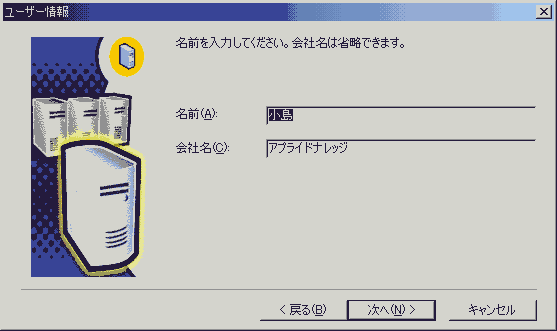 ユーザー情報
名前を入力してください。会社名は省略できます。
名前(A):
小島
会社名(C):
アプライドナレッジ
< 戻る(B)
次へ(N) >
キャンセル